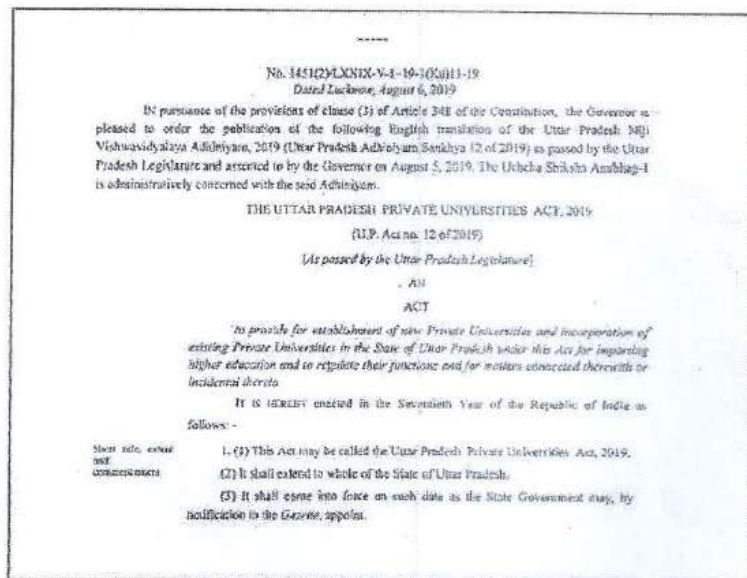 -----
No. 1451(2)/LXXIX-V-1-19-1(Ka)11-19
Dated Lucknow, August 6, 2019
IN pursuance of the provisions of clause (3) of Article 348 of the Constitution, the Governor is
pleased to order the publication of the following English translation of the Uttar Pradesh Niji
Vishwavidyalaya Adhiniyam, 2019 (Uttar Pradesh Adhiniyam Sankhya 12 of 2019) as passed by the Uttar
Pradesh Legislature and assented to by the Governor on August 5, 2019. The Uchcha Shiksha Anubhag-1
is administratively concerned with the said Adhiniyam.
THE UTTAR PRADESH PRIVATE UNIVERSITIES ACT, 2019
(U.P. Act no. 12 of 2019)
[As passed by the Uttar Pradesh Legislature]
AN
ACT
to provide for establishment of new Private Universities and incorporation of
existing Private Universities in the State of Uttar Pradesh under this Act for imparting
higher education and to regulate their functions and for matters connected therewith or
incidental thereto
IT IS HEREBY enacted in the Seventieth Year of the Republic of India as
follows: -
Short title, extent
and
commencement
1. (1) This Act may be called the Uttar Pradesh Private Universities Act, 2019.
(2) It shall extend to whole of the State of Uttar Pradesh.
(3) It shall come into force on such date as the State Government may, by
notification in the Gazette, appoint.